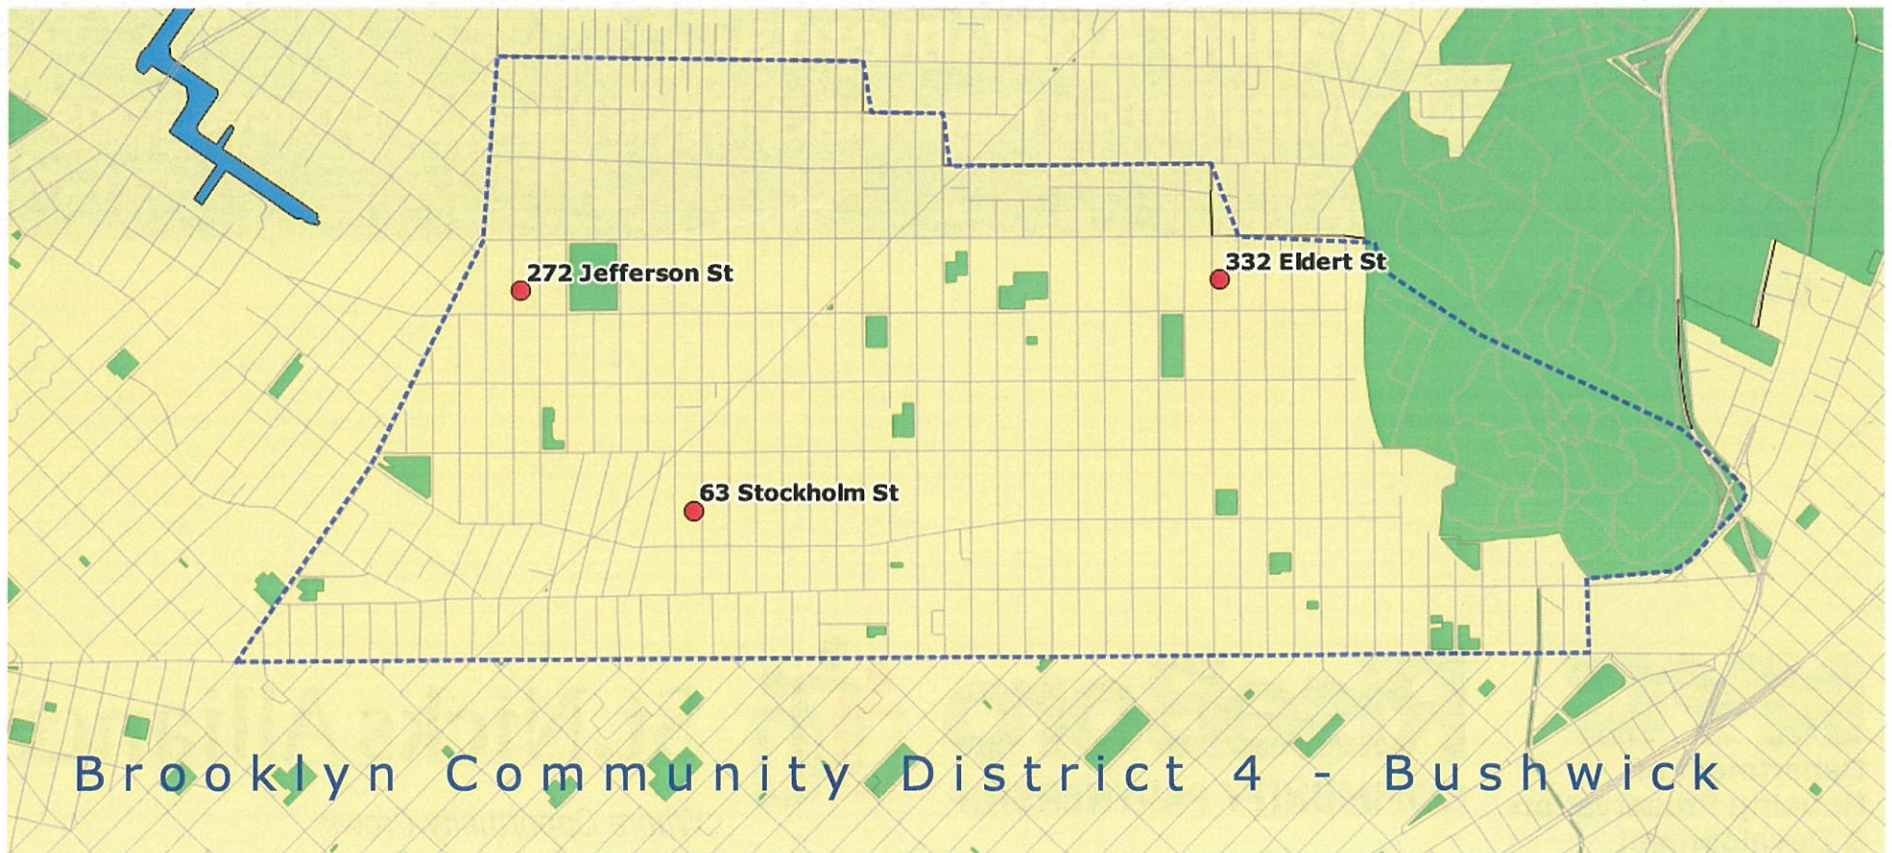 272 Jefferson St
332 Eldert St
63 Stockholm St
Brooklyn Community District 4 - Bushwick